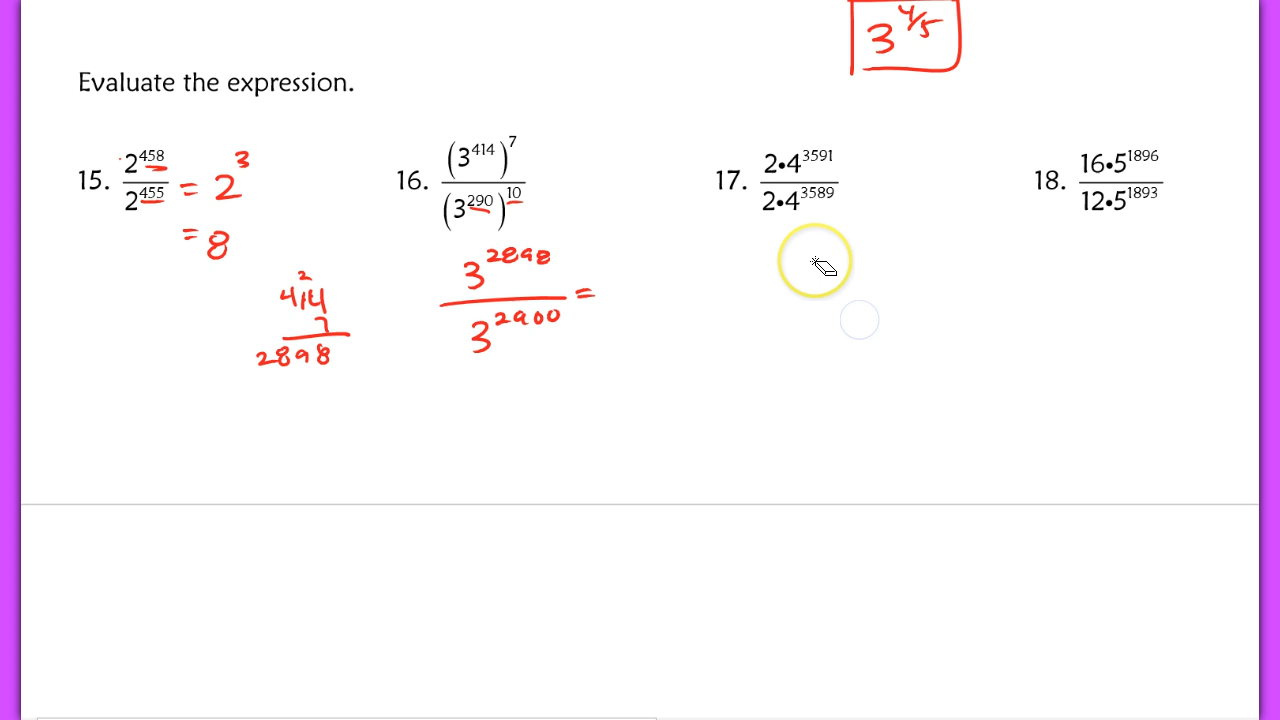 3^(4/5)
Evaluate the expression.
15. 2^458 / 2^455 = 2^3
= 8
16. (3^414)^7 / (3^290)^10
3^2898 / 3^2900 =
2
414
7
2898
17. 2•4^3591 / 2•4^3589
18. 16•5^1896 / 12•5^1893